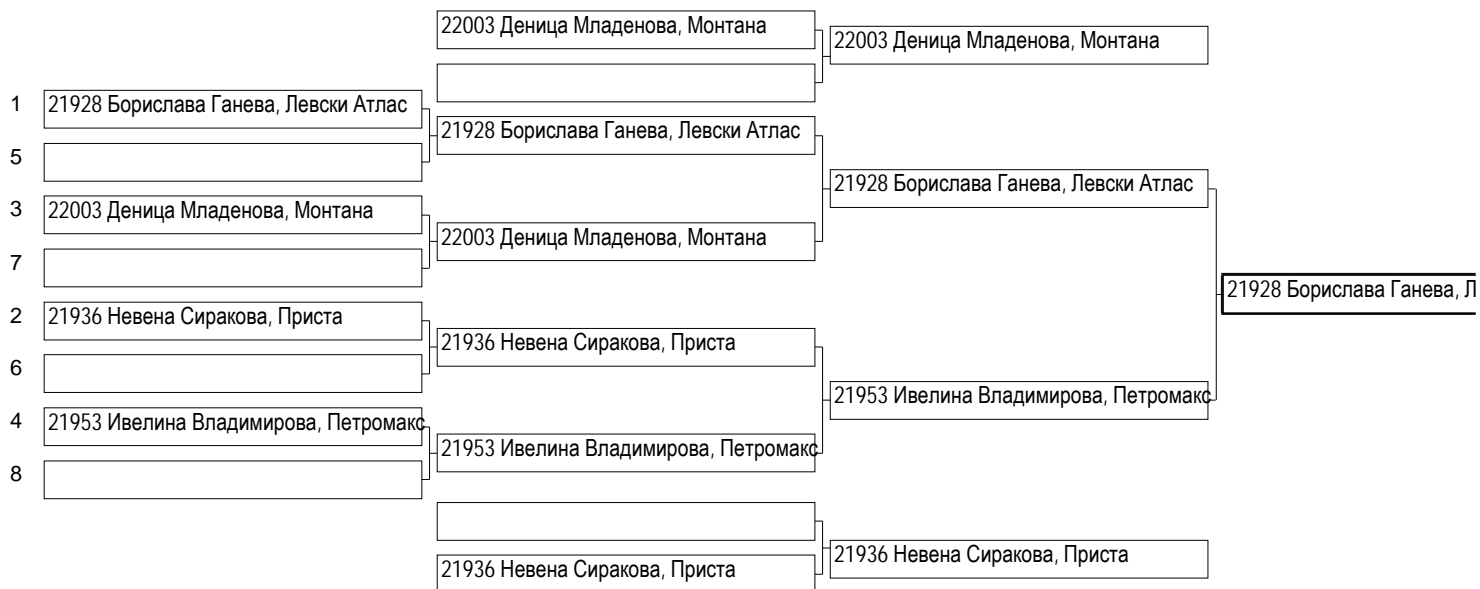 22003 Деница Младенова, Монтана
22003 Деница Младенова, Монтана
1 21928 Борислава Ганева, Левски Атлас
21928 Борислава Ганева, Левски Атлас
5
21928 Борислава Ганева, Левски Атлас
3 22003 Деница Младенова, Монтана
22003 Деница Младенова, Монтана
7
21928 Борислава Ганева, Л
2 21936 Невена Сиракова, Приста
21936 Невена Сиракова, Приста
6
21953 Ивелина Владимирова, Петромакс
4 21953 Ивелина Владимирова, Петромакс
21953 Ивелина Владимирова, Петромакс
8
21936 Невена Сиракова, Приста
21936 Невена Сиракова, Приста